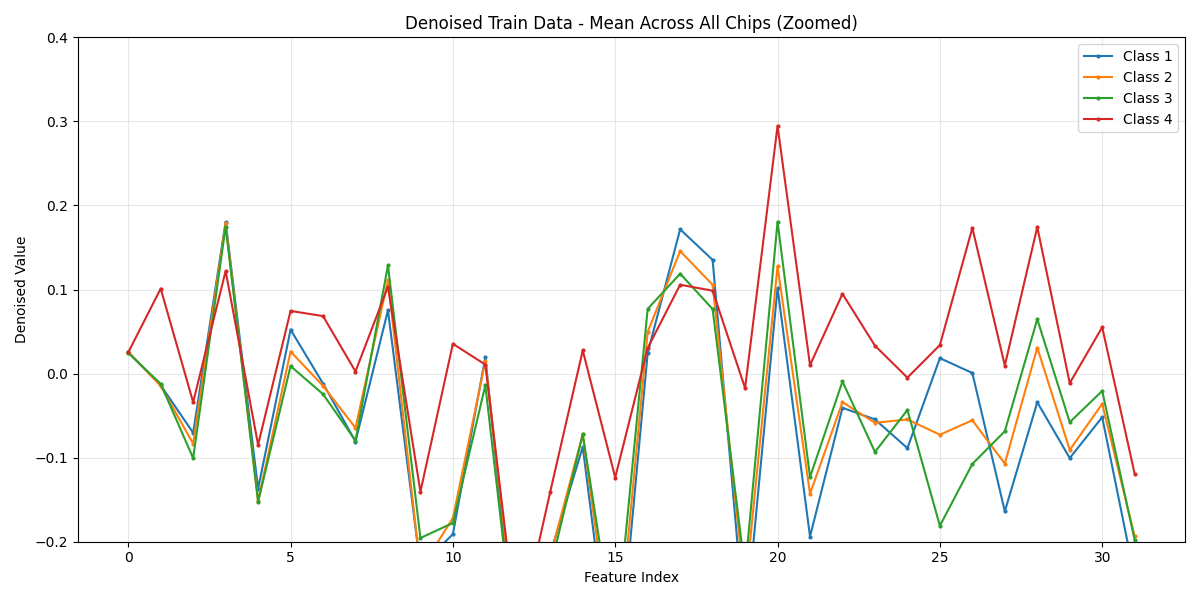 Denoised Train Data - Mean Across All Chips (Zoomed)
Denoised Value
0.4
0.3
0.2
0.1
0.0
−0.1
−0.2
Class 1
Class 2
Class 3
Class 4
0 5 10 15 20 25 30
Feature Index